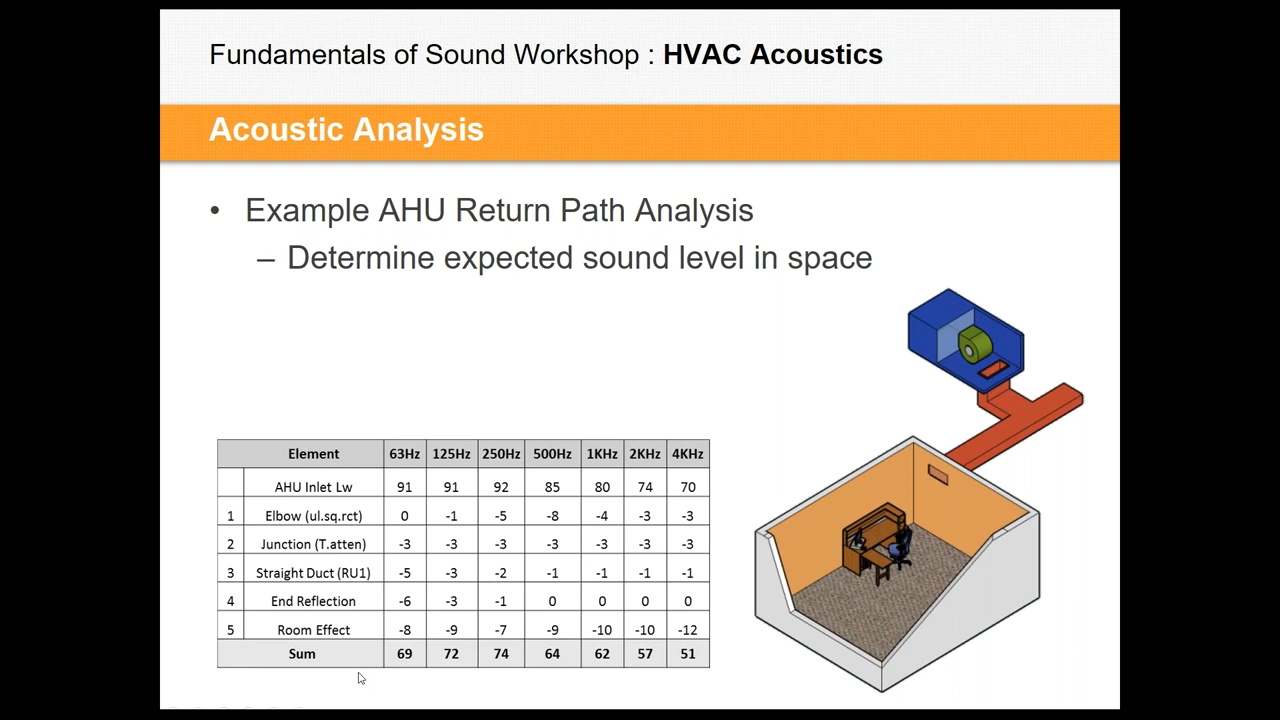 Fundamentals of Sound Workshop : HVAC Acoustics
Acoustic Analysis
• Example AHU Return Path Analysis
– Determine expected sound level in space
Element 63Hz 125Hz 250Hz 500Hz 1KHz 2KHz 4KHz
AHU Inlet Lw 91 91 92 85 80 74 70
1 Elbow (ul.sq.rct) 0 -1 -5 -8 -4 -3 -3
2 Junction (T.atten) -3 -3 -3 -3 -3 -3 -3
3 Straight Duct (RU1) -5 -3 -2 -1 -1 -1 -1
4 End Reflection -6 -3 -1 0 0 0 0
5 Room Effect -8 -9 -7 -9 -10 -10 -12
Sum 69 72 74 64 62 57 51